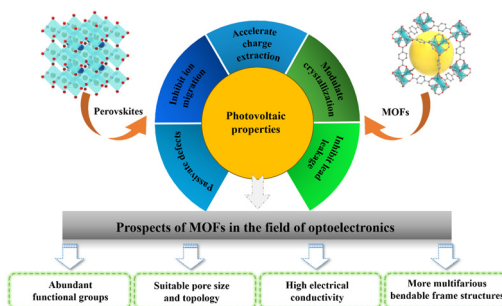 Accelerate
charge
extraction
Inhibit ion
migration
Modulate
crystallization
Perovskites
Photovoltaic
properties
MOFs
Passivate defects
Inhibit lead
leakage
Prospects of MOFs in the field of optoelectronics
Abundant
functional groups
Suitable pore size
and topology
High electrical
conductivity
More multifarious
bendable frame structures